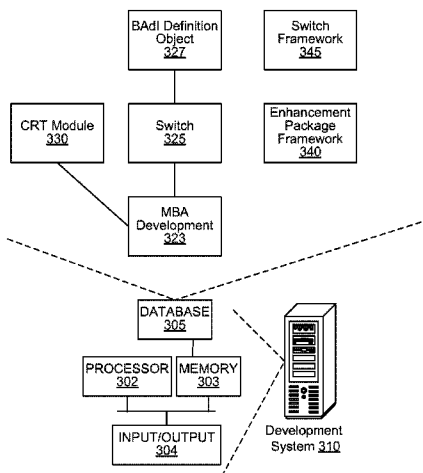 BAdI Definition
Object
327
Switch
Framework
345
CRT Module
330
Switch
325
Enhancement
Package
Framework
340
MBA
Development
323
DATABASE
305
PROCESSOR
302
MEMORY
303
INPUT/OUTPUT
304
Development
System 310